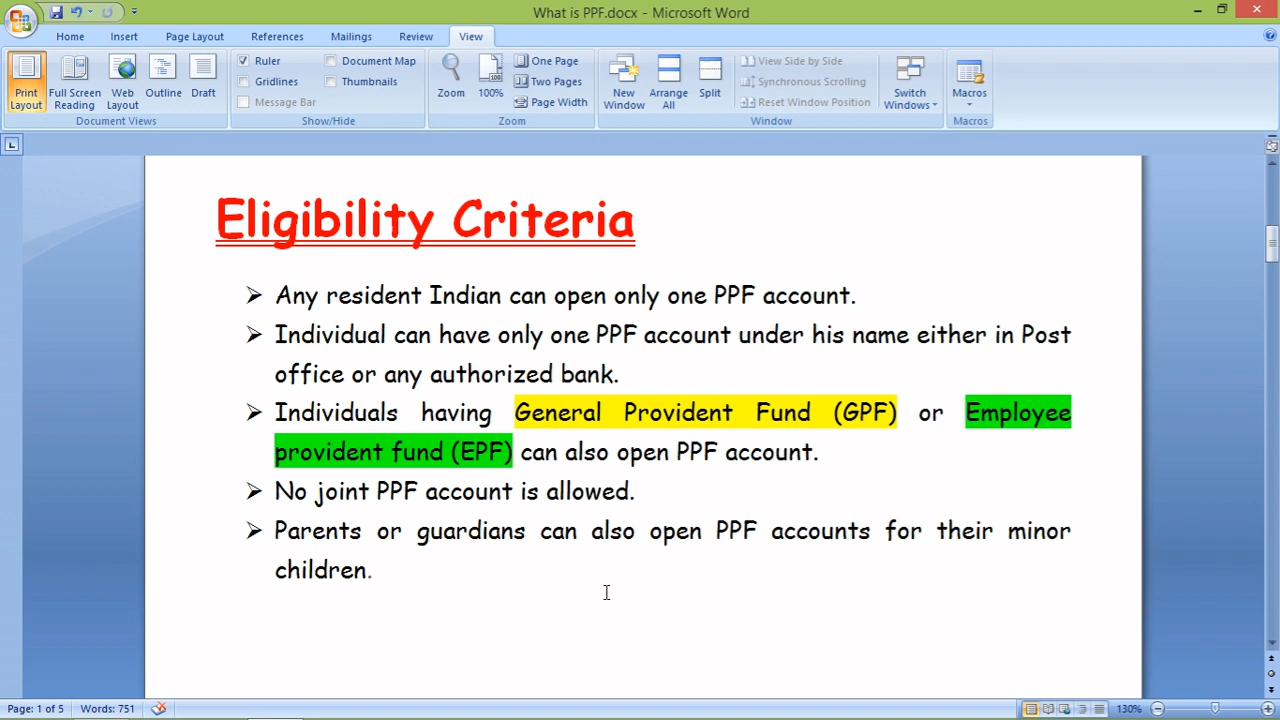 What is PPF.docx - Microsoft Word
Home Insert Page Layout References Mailings Review View
Ruler Document Map One Page View Side by Side
Gridlines Thumbnails Two Pages Synchronous Scrolling
Message Bar Page Width Reset Window Position
Print Layout Full Screen Reading Web Layout Outline Draft Zoom 100% New Window Arrange All Split Switch Windows Macros
Document Views Show/Hide Zoom Window Macros
Eligibility Criteria
➢ Any resident Indian can open only one PPF account.
➢ Individual can have only one PPF account under his name either in Post
office or any authorized bank.
➢ Individuals having General Provident Fund (GPF) or Employee
provident fund (EPF) can also open PPF account.
➢ No joint PPF account is allowed.
➢ Parents or guardians can also open PPF accounts for their minor
children.
Page: 1 of 5 Words: 751 130%